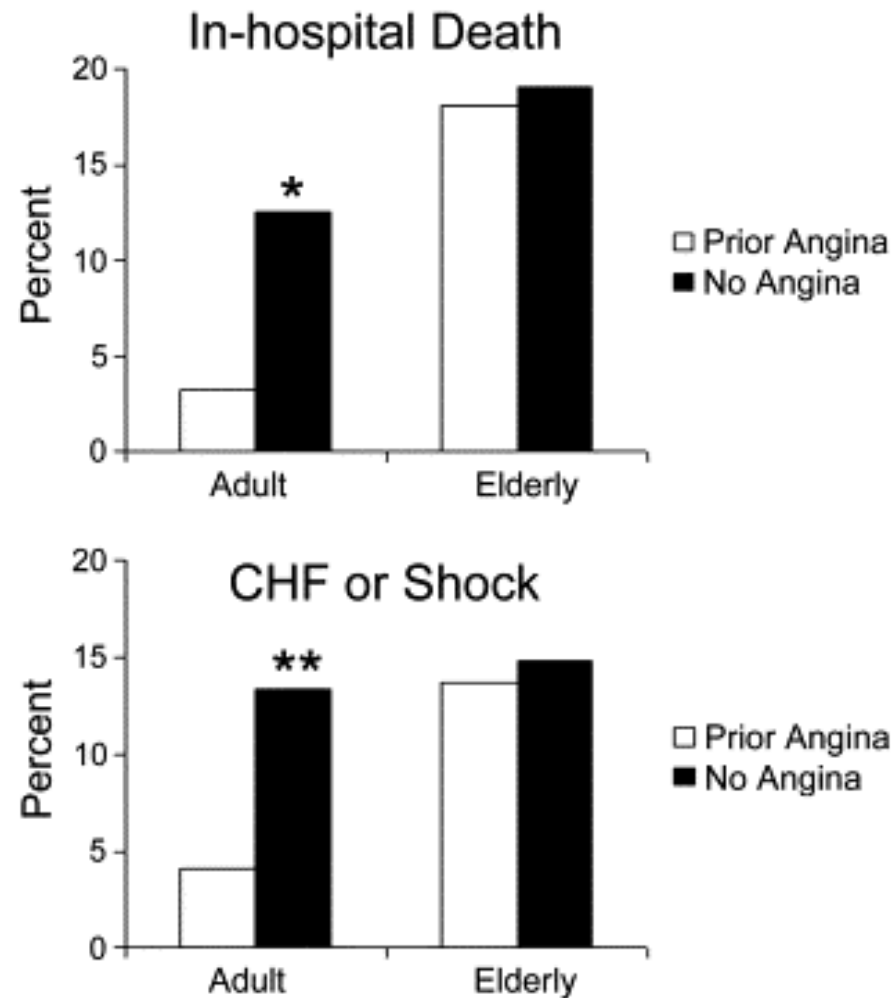 In-hospital Death
20
15
10
5
0
Percent
*
Adult Elderly
Prior Angina
No Angina
CHF or Shock
20
15
10
5
0
Percent
**
Adult Elderly
Prior Angina
No Angina